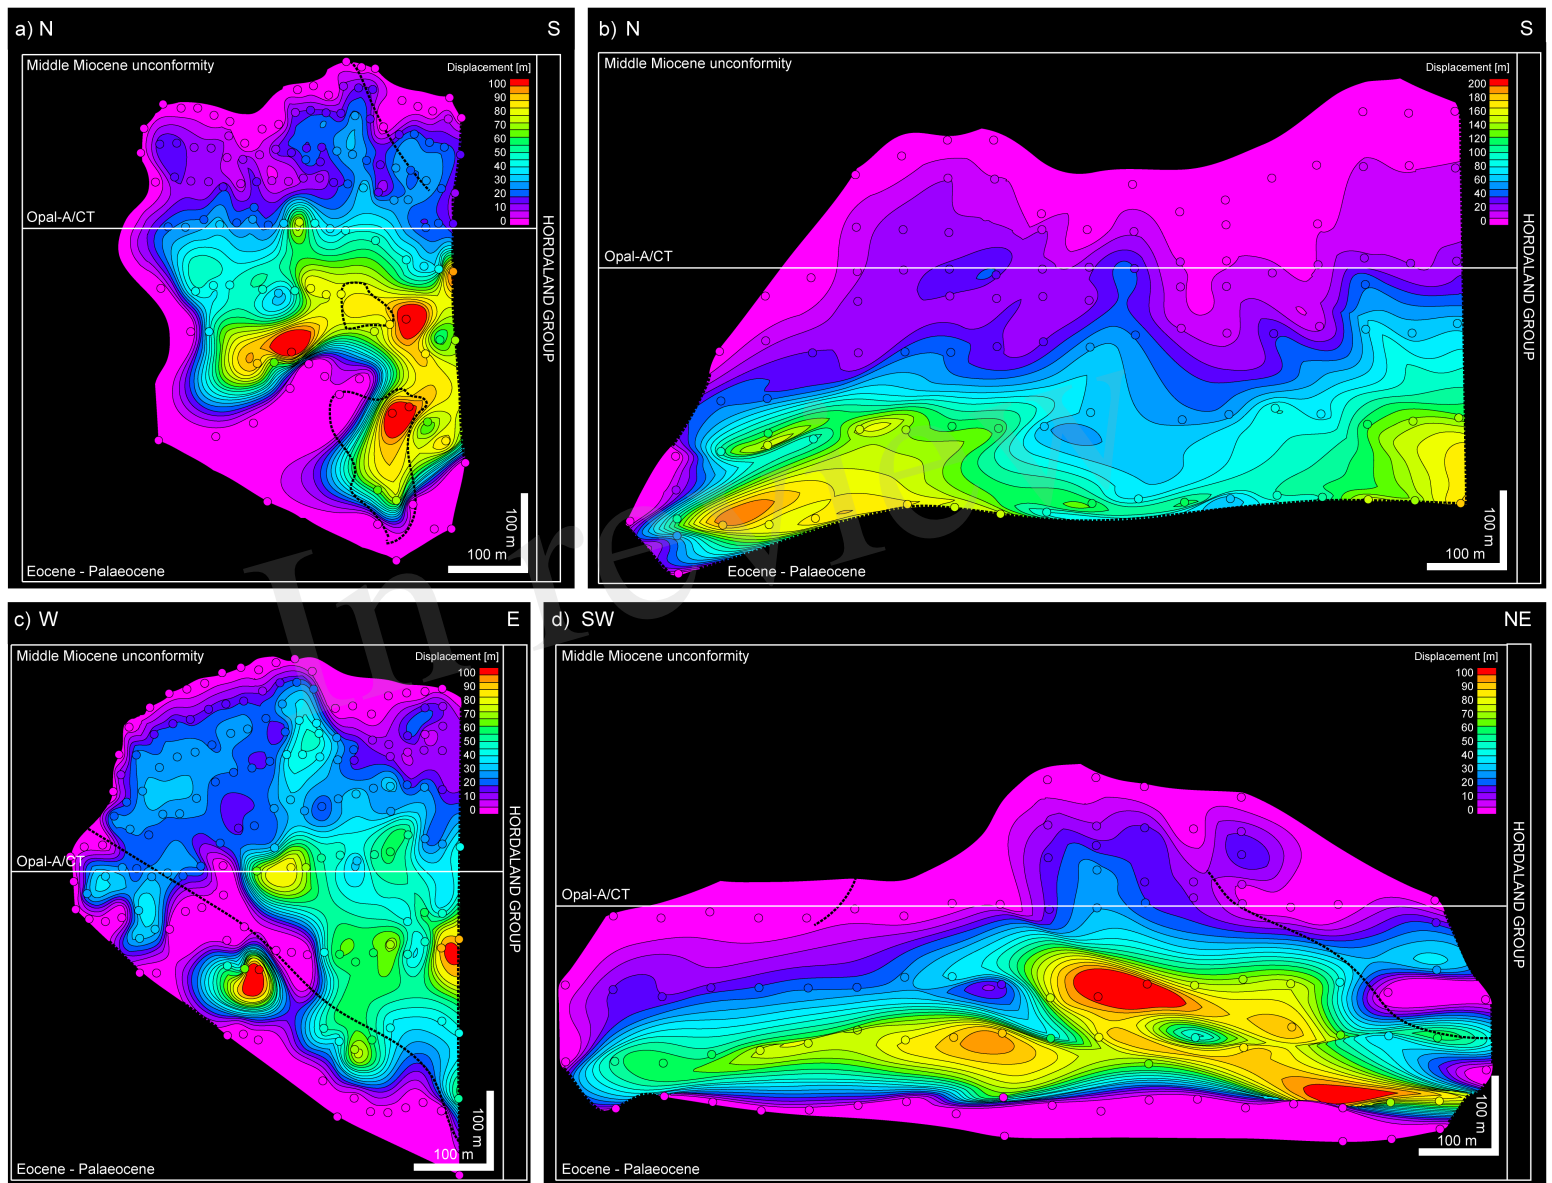 a) N
S
Middle Miocene unconformity
Displacement [m]
100
90
80
70
60
50
40
30
20
10
0
Opal-A/CT
HORDALAND GROUP
100 m
100 m
Eocene - Palaeocene
b) N
S
Middle Miocene unconformity
Displacement [m]
200
180
160
140
120
100
80
60
40
20
0
Opal-A/CT
HORDALAND GROUP
100 m
100 m
Eocene - Palaeocene
c) W
E
Middle Miocene unconformity
Displacement [m]
100
90
80
70
60
50
40
30
20
10
0
Opal-A/CT
HORDALAND GROUP
100 m
100 m
Eocene - Palaeocene
d) SW
NE
Middle Miocene unconformity
Displacement [m]
100
90
80
70
60
50
40
30
20
10
0
Opal-A/CT
HORDALAND GROUP
100 m
100 m
Eocene - Palaeocene
In review